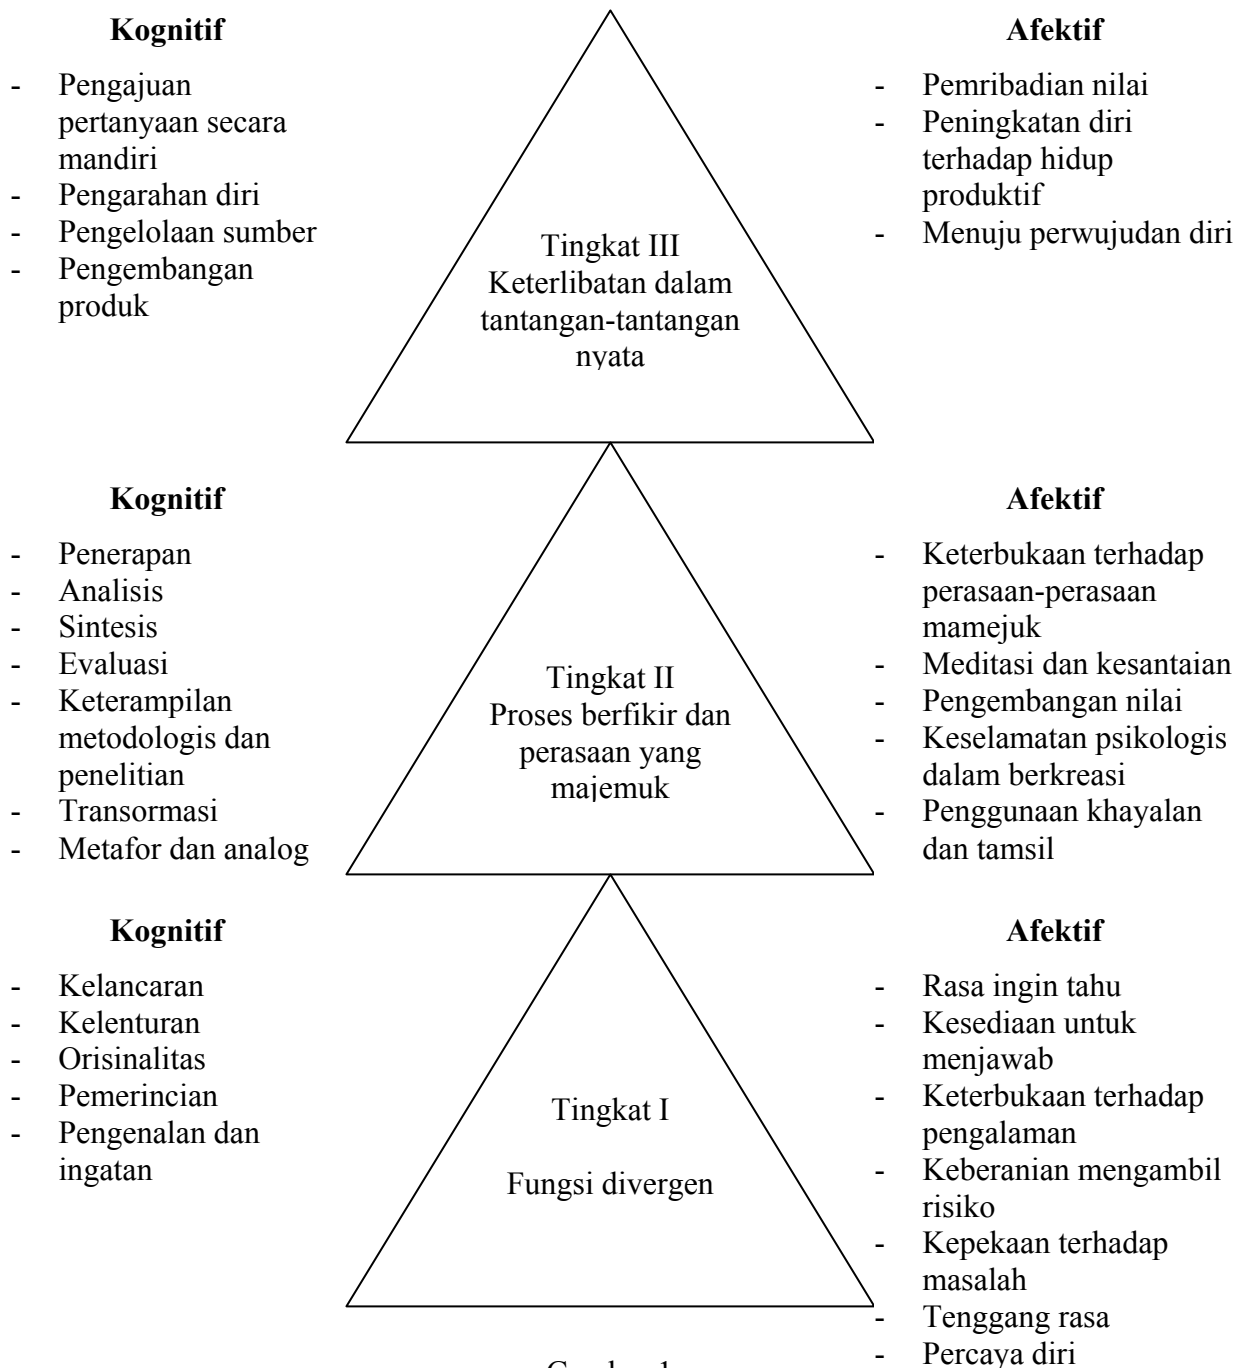 Kognitif
- Pengajuan
pertanyaan secara
mandiri
- Pengarahan diri
- Pengelolaan sumber
- Pengembangan
produk
Tingkat III
Keterlibatan dalam
tantangan-tantangan
nyata
Afektif
- Pemribadian nilai
- Peningkatan diri
terhadap hidup
produktif
- Menuju perwujudan diri
Kognitif
- Penerapan
- Analisis
- Sintesis
- Evaluasi
- Keterampilan
metodologis dan
penelitian
- Transormasi
- Metafor dan analog
Tingkat II
Proses berfikir dan
perasaan yang
majemuk
Afektif
- Keterbukaan terhadap
perasaan-perasaan
mamejuk
- Meditasi dan kesantaian
- Pengembangan nilai
- Keselamatan psikologis
dalam berkreasi
- Penggunaan khayalan
dan tamsil
Kognitif
- Kelancaran
- Kelenturan
- Orisinalitas
- Pemerincian
- Pengenalan dan
ingatan
Tingkat I
Fungsi divergen
Afektif
- Rasa ingin tahu
- Kesediaan untuk
menjawab
- Keterbukaan terhadap
pengalaman
- Keberanian mengambil
risiko
- Kepekaan terhadap
masalah
- Tenggang rasa
- Percaya diri